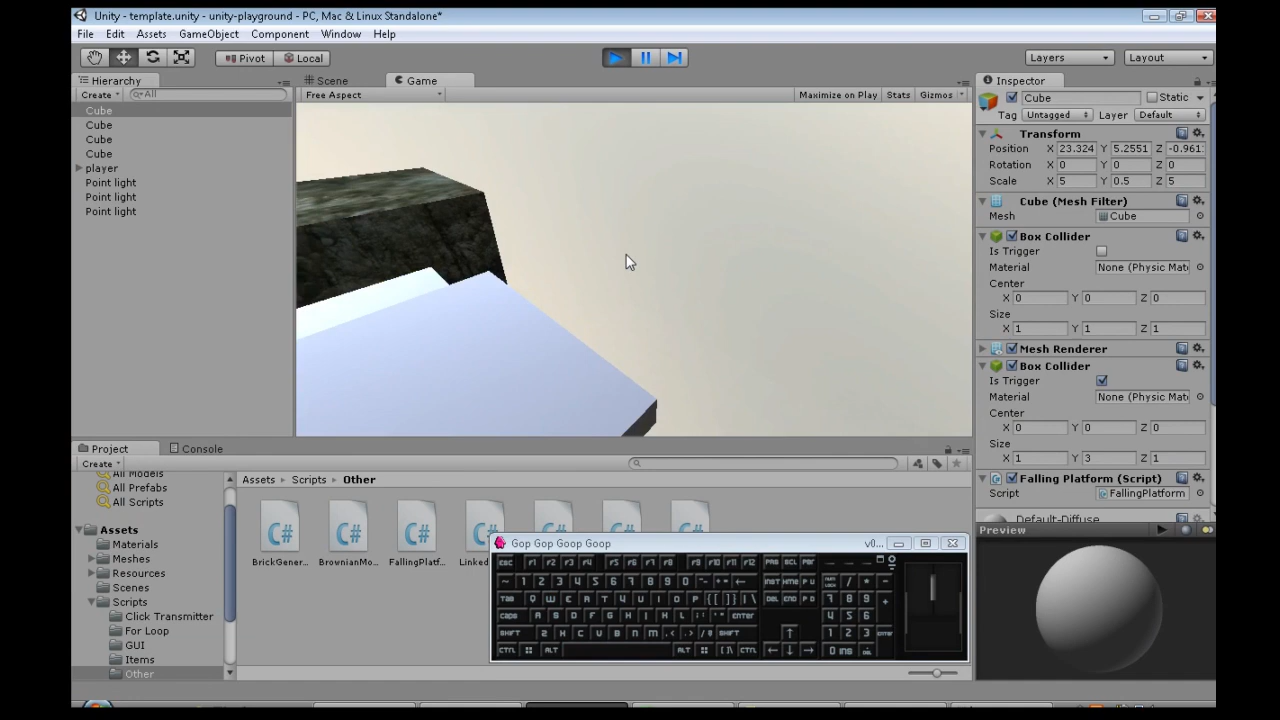 Unity - template.unity - unity-playground - PC, Mac & Linux Standalone*
File Edit Assets GameObject Component Window Help
Pivot Local Layers Layout
Hierarchy Scene Game Inspector
Create All Free Aspect Maximize on Play Stats Gizmos
Cube
Cube
Cube
Cube
player
Point light
Point light
Point light
Cube Static
Tag Untagged Layer Default
Transform
Position X 23.324 Y 5.2551 Z -0.961
Rotation X 0 Y 0 Z 0
Scale X 5 Y 0.5 Z 5
Cube (Mesh Filter)
Mesh Cube
Box Collider
Is Trigger
Material None (Physic Mat
Center
X 0 Y 0 Z 0
Size
X 1 Y 1 Z 1
Mesh Renderer
Box Collider
Is Trigger
Material None (Physic Mat
Center
X 0 Y 0 Z 0
Size
X 1 Y 3 Z 1
Falling Platform (Script)
Script FallingPlatform
Default-Diffuse
Preview
Project Console
Create
All Models
All Prefabs
All Scripts
Assets
Materials
Meshes
Resources
Scenes
Scripts
Click Transmitter
For Loop
GUI
Items
Other
Assets Scripts Other
C# C# C# C# C# C# C#
BrickGener... BrownianMo... FallingPlatf... Linked
Gop Gop Goop Goop v0...